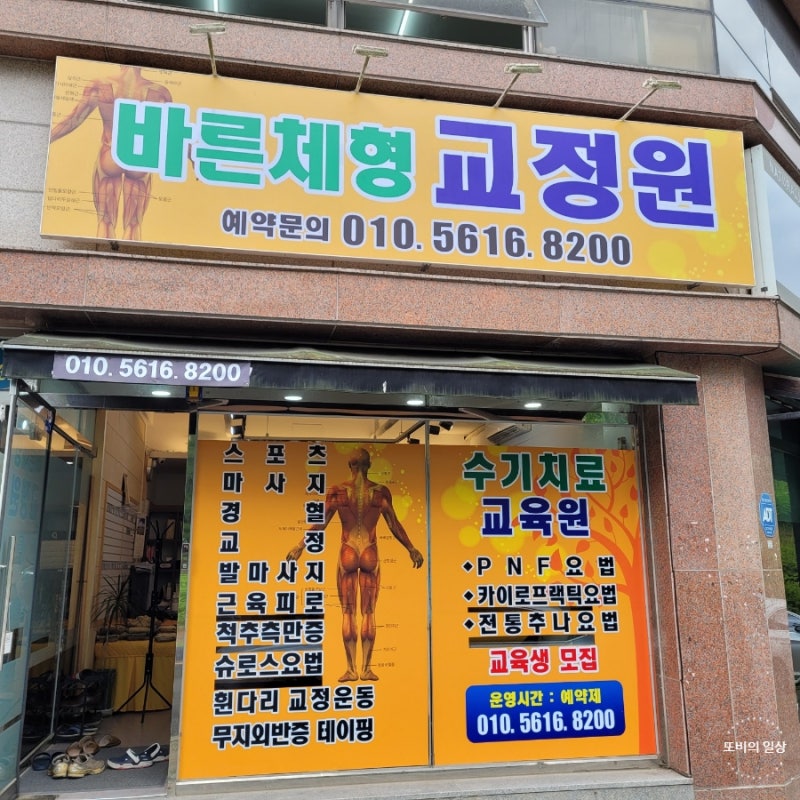 바른체형 교정원
예약문의 010. 5616. 8200
010. 5616. 8200
스포츠
마사지
경혈
교정
발마사지
근육피로
척추측만증
슈로스요법
휜다리 교정운동
무지외반증 테이핑
수기치료
교육원
◆PNF요법
◆카이로프랙틱요법
◆전통추나요법
교육생 모집
운영시간 : 예약제
010. 5616. 8200
ADT
또비의 일상